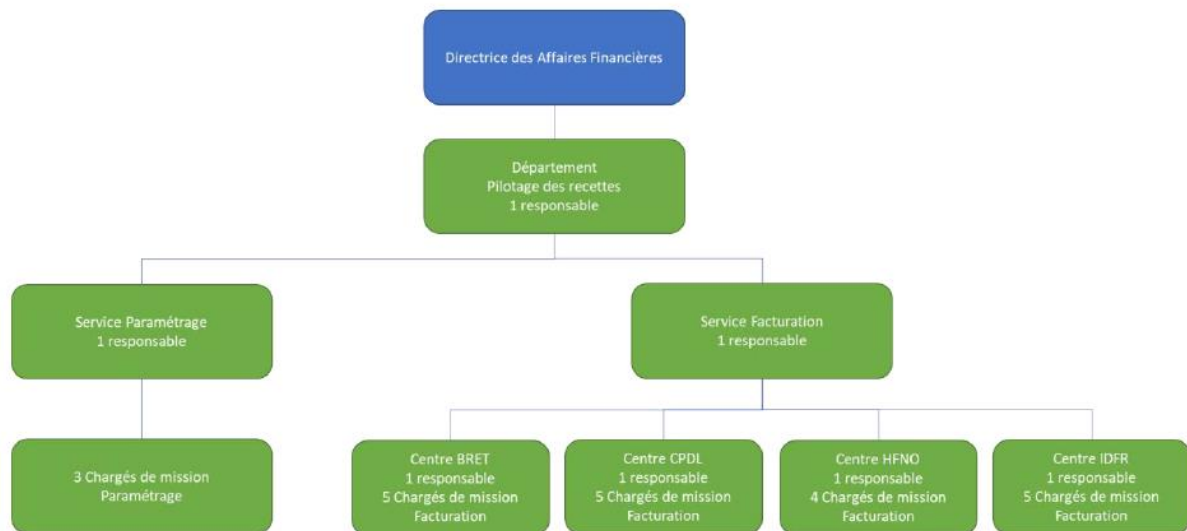 Directrice des Affaires Financières
Département
Pilotage des recettes
1 responsable
Service Paramétrage
1 responsable
Service Facturation
1 responsable
3 Chargés de mission
Paramétrage
Centre BRET
1 responsable
5 Chargés de mission
Facturation
Centre CPDL
1 responsable
5 Chargés de mission
Facturation
Centre HFNO
1 responsable
4 Chargés de mission
Facturation
Centre IDFR
1 responsable
5 Chargés de mission
Facturation